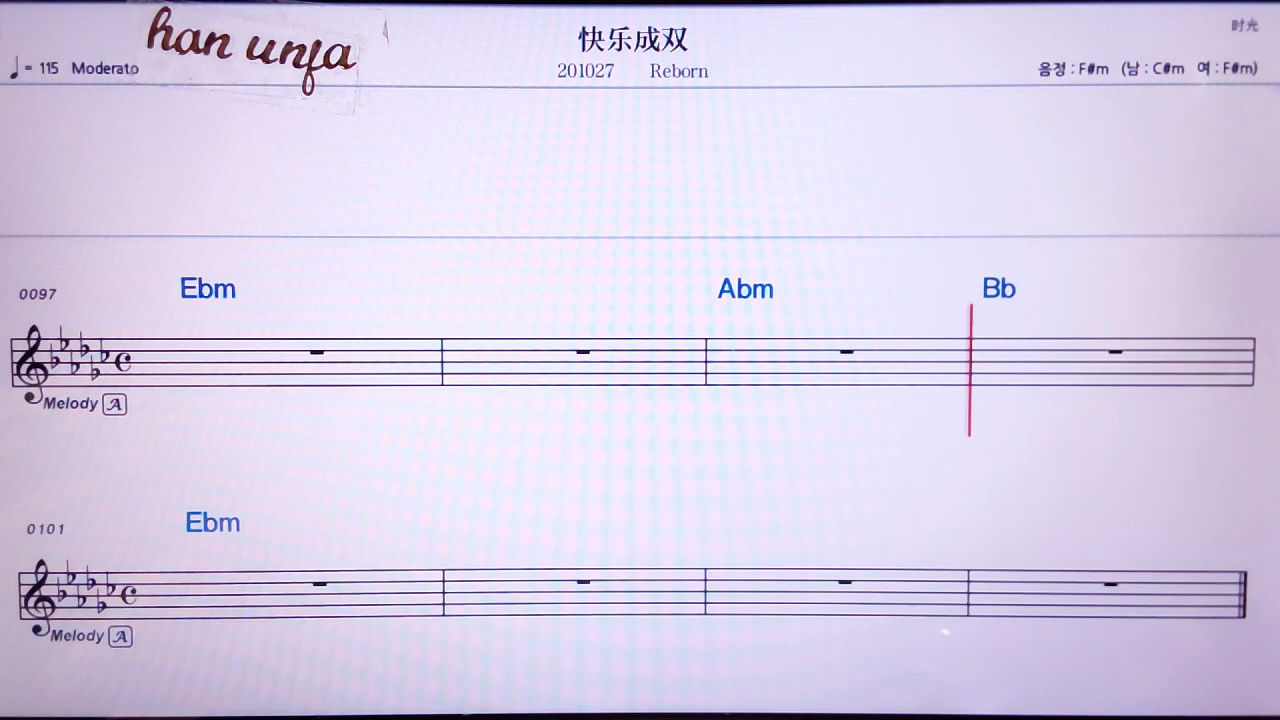 han unfa
快乐成双
时光
♩= 115 Moderato
201027 Reborn
음정 : F#m (남 : C#m 여 : F#m)
0097 Ebm Abm Bb
Melody A
0101 Ebm
Melody A